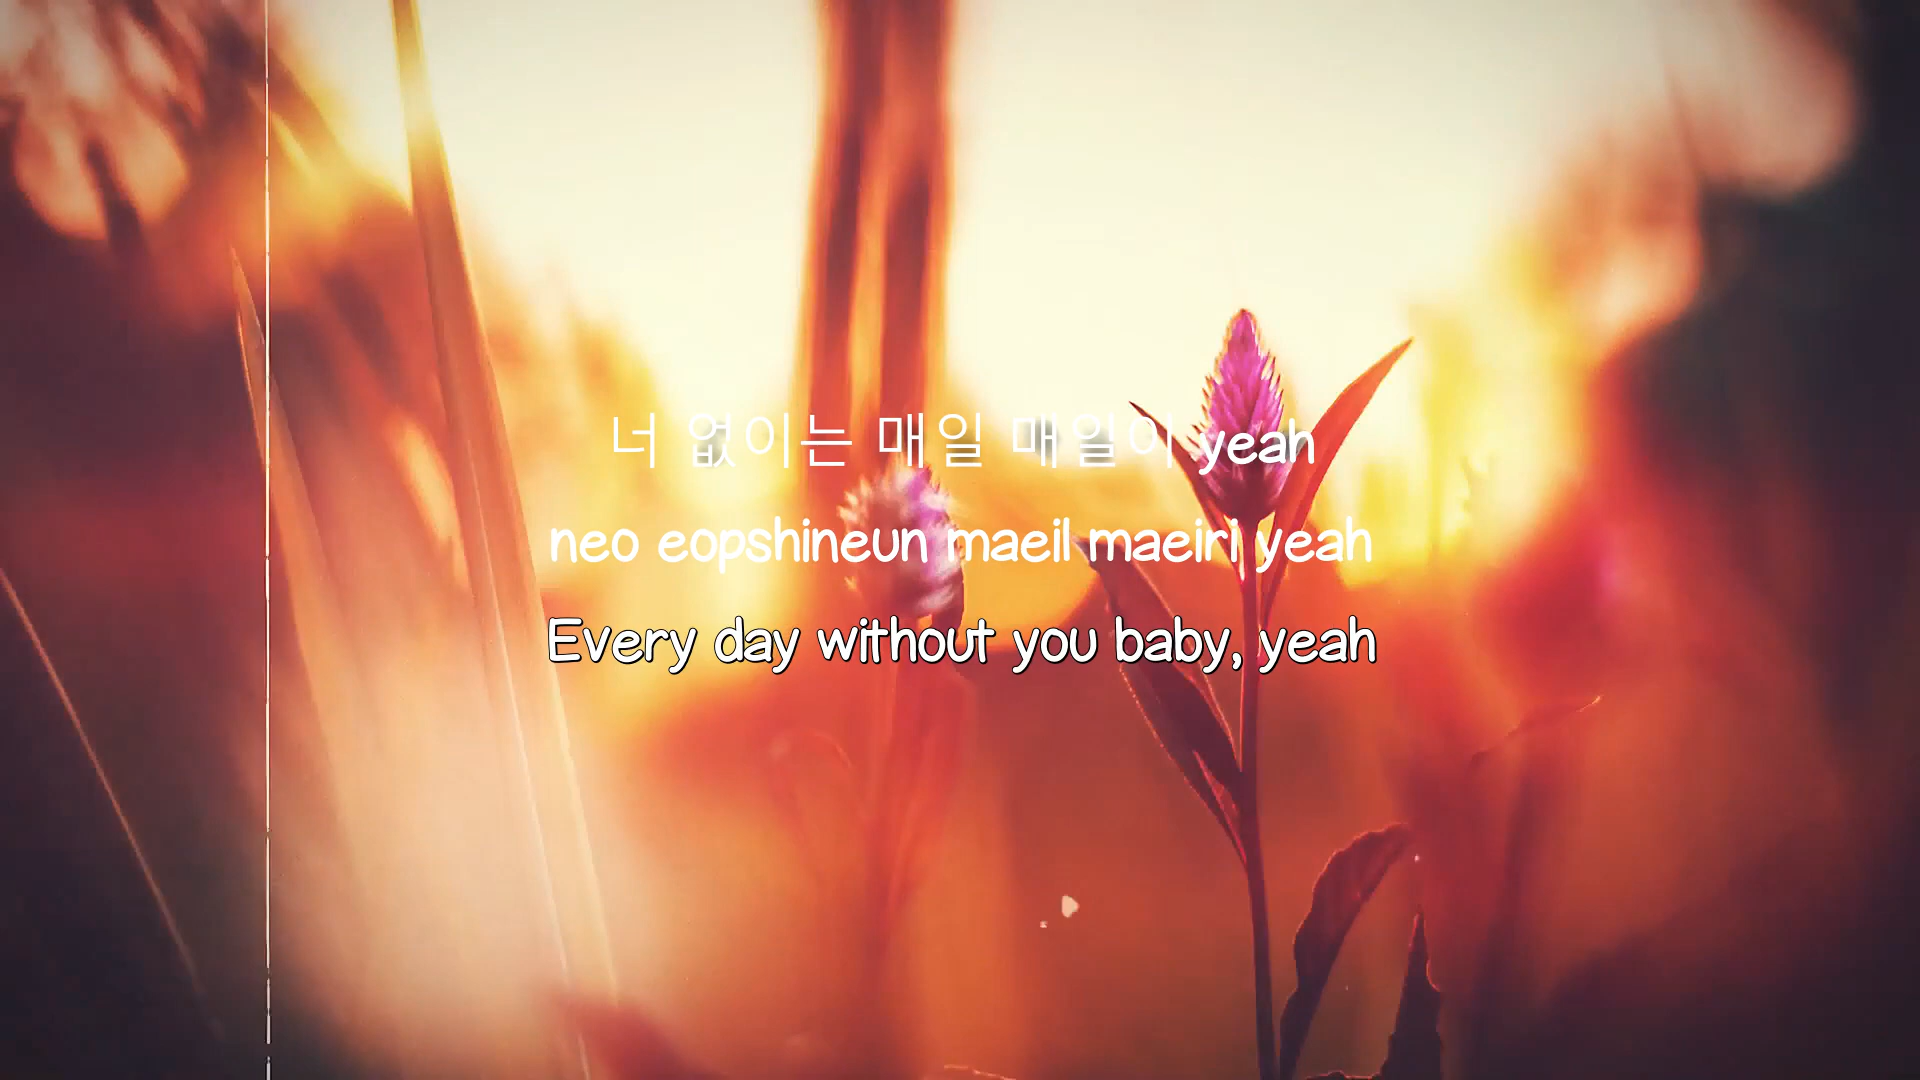 너 없이는 매일 매일이 yeah
neo eopshineun maeil maeiri yeah
Every day without you baby, yeah